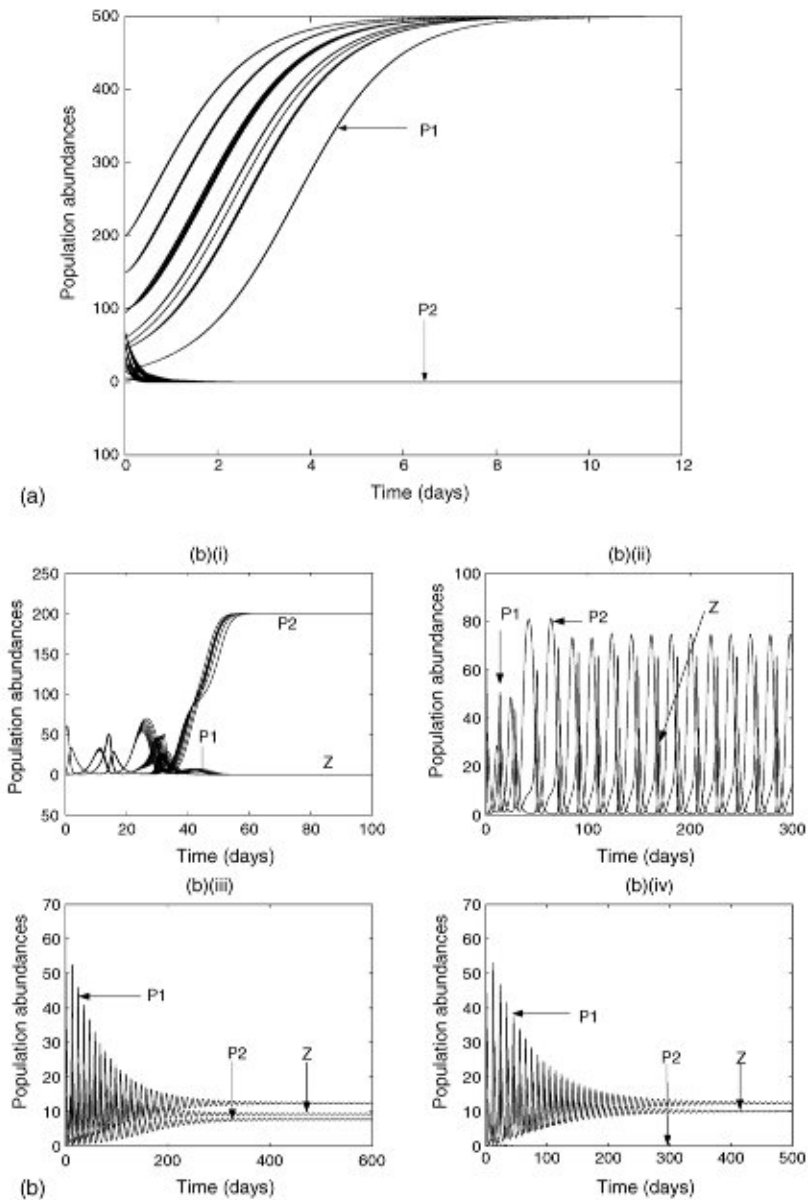 500
400
300
200
100
0
100
Population abundances
P1
P2
0 2 4 6 8 10 12
Time (days)
(a)
(b)(i)
250
200
150
100
50
0
50
Population abundances
P2
P1
Z
0 20 40 60 80 100
Time (days)
(b)(ii)
100
80
60
40
20
0
Population abundances
P1
P2
Z
0 100 200 300
Time (days)
(b)(iii)
70
60
50
40
30
20
10
0
Population abundances
P1
P2
Z
0 200 400 600
Time (days)
(b)(iv)
70
60
50
40
30
20
10
0
Population abundances
P1
P2
Z
0 100 200 300 400 500
Time (days)
(b)